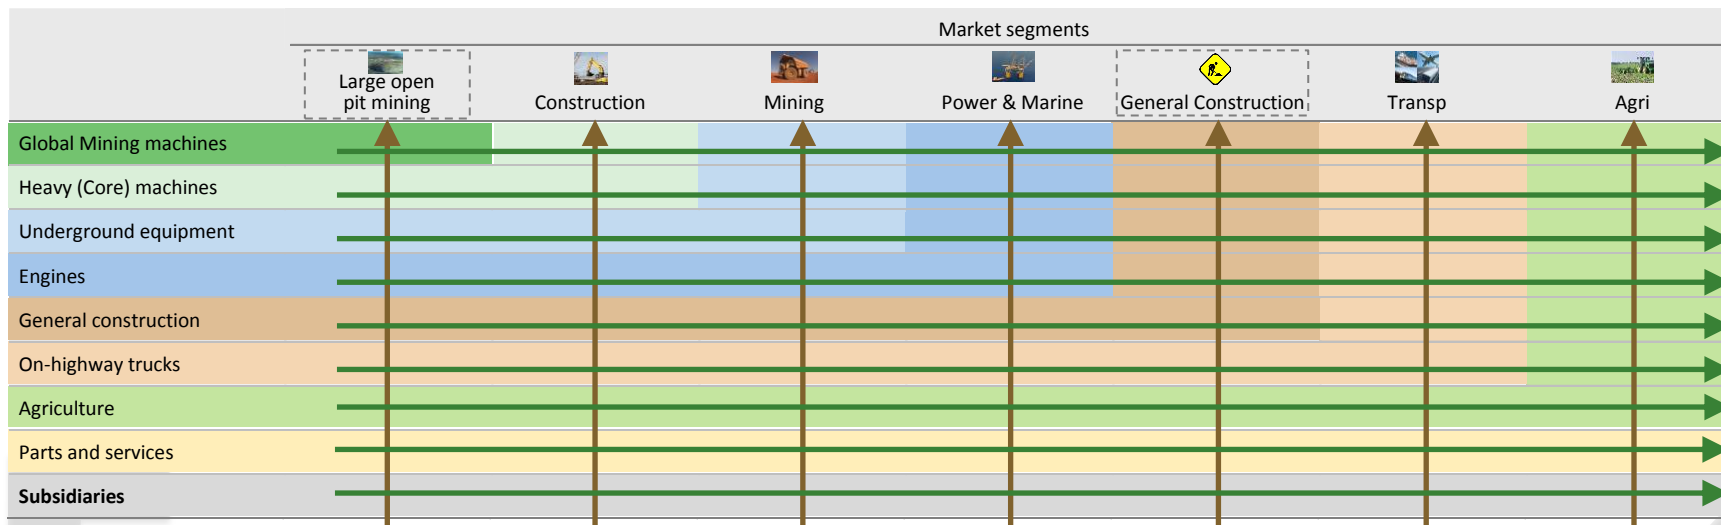 Market segments
Large open
pit mining
Construction
Mining
Power & Marine
General Construction
Transp
Agri
Global Mining machines
Heavy (Core) machines
Underground equipment
Engines
General construction
On-highway trucks
Agriculture
Parts and services
Subsidiaries